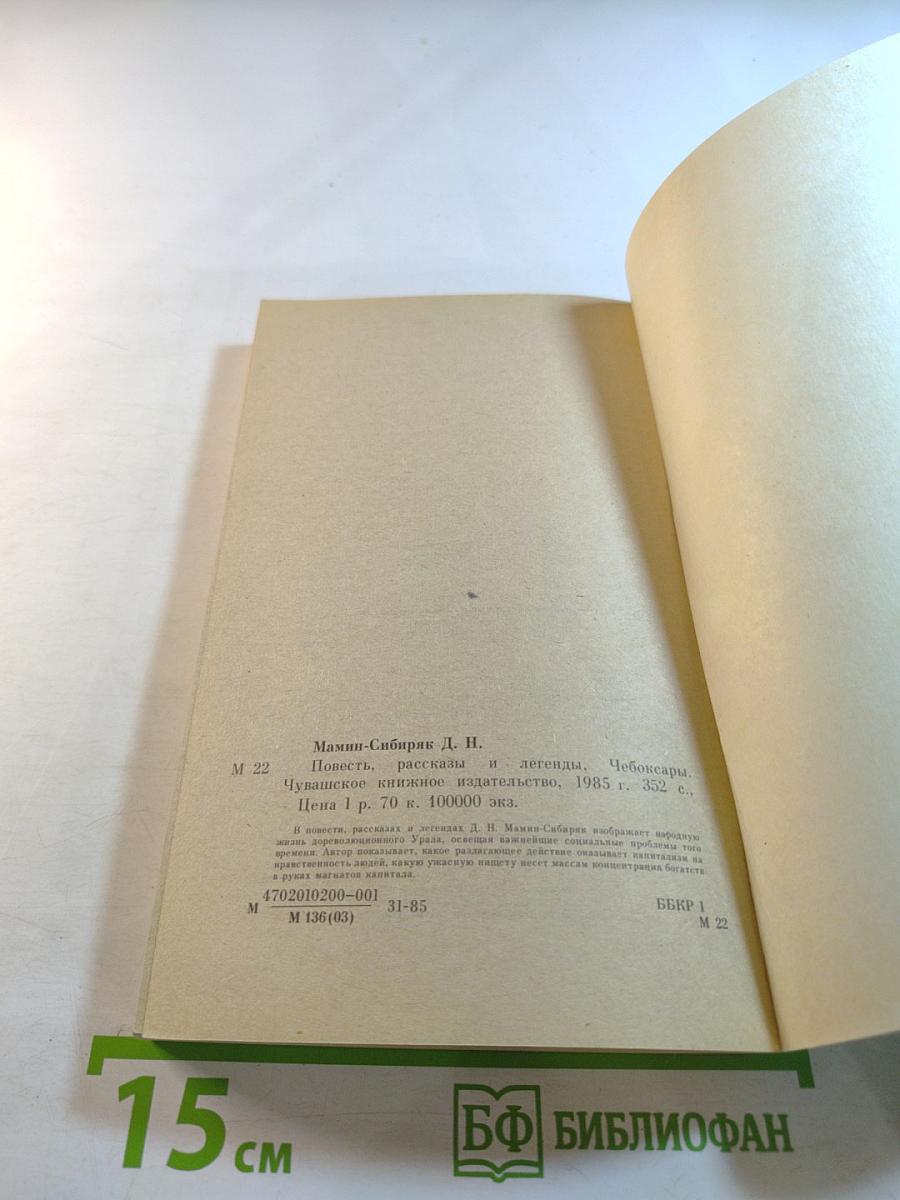 Мамин-Сибиряк Д. Н.
М 22 Повесть, рассказы и легенды, Чебоксары.
Чувашское книжное издательство, 1985 г. 352 с.,
Цена 1 р. 70 к. 100000 экз.
В повести, рассказах и легендах Д. Н. Мамин-Сибиряк изображает народную
жизнь дореволюционного Урала, освещая важнейшие социальные проблемы того
времени. Автор показывает, какое разлагающее действие оказывает капитализм на
нравственность людей, какую ужасную нищету несет массам концентрация богатств
в руках магнатов капитала.
М 4702010200—001 31-85 ББКР 1
М 136(03) М 22
15 см БФ БИБЛИОФАН